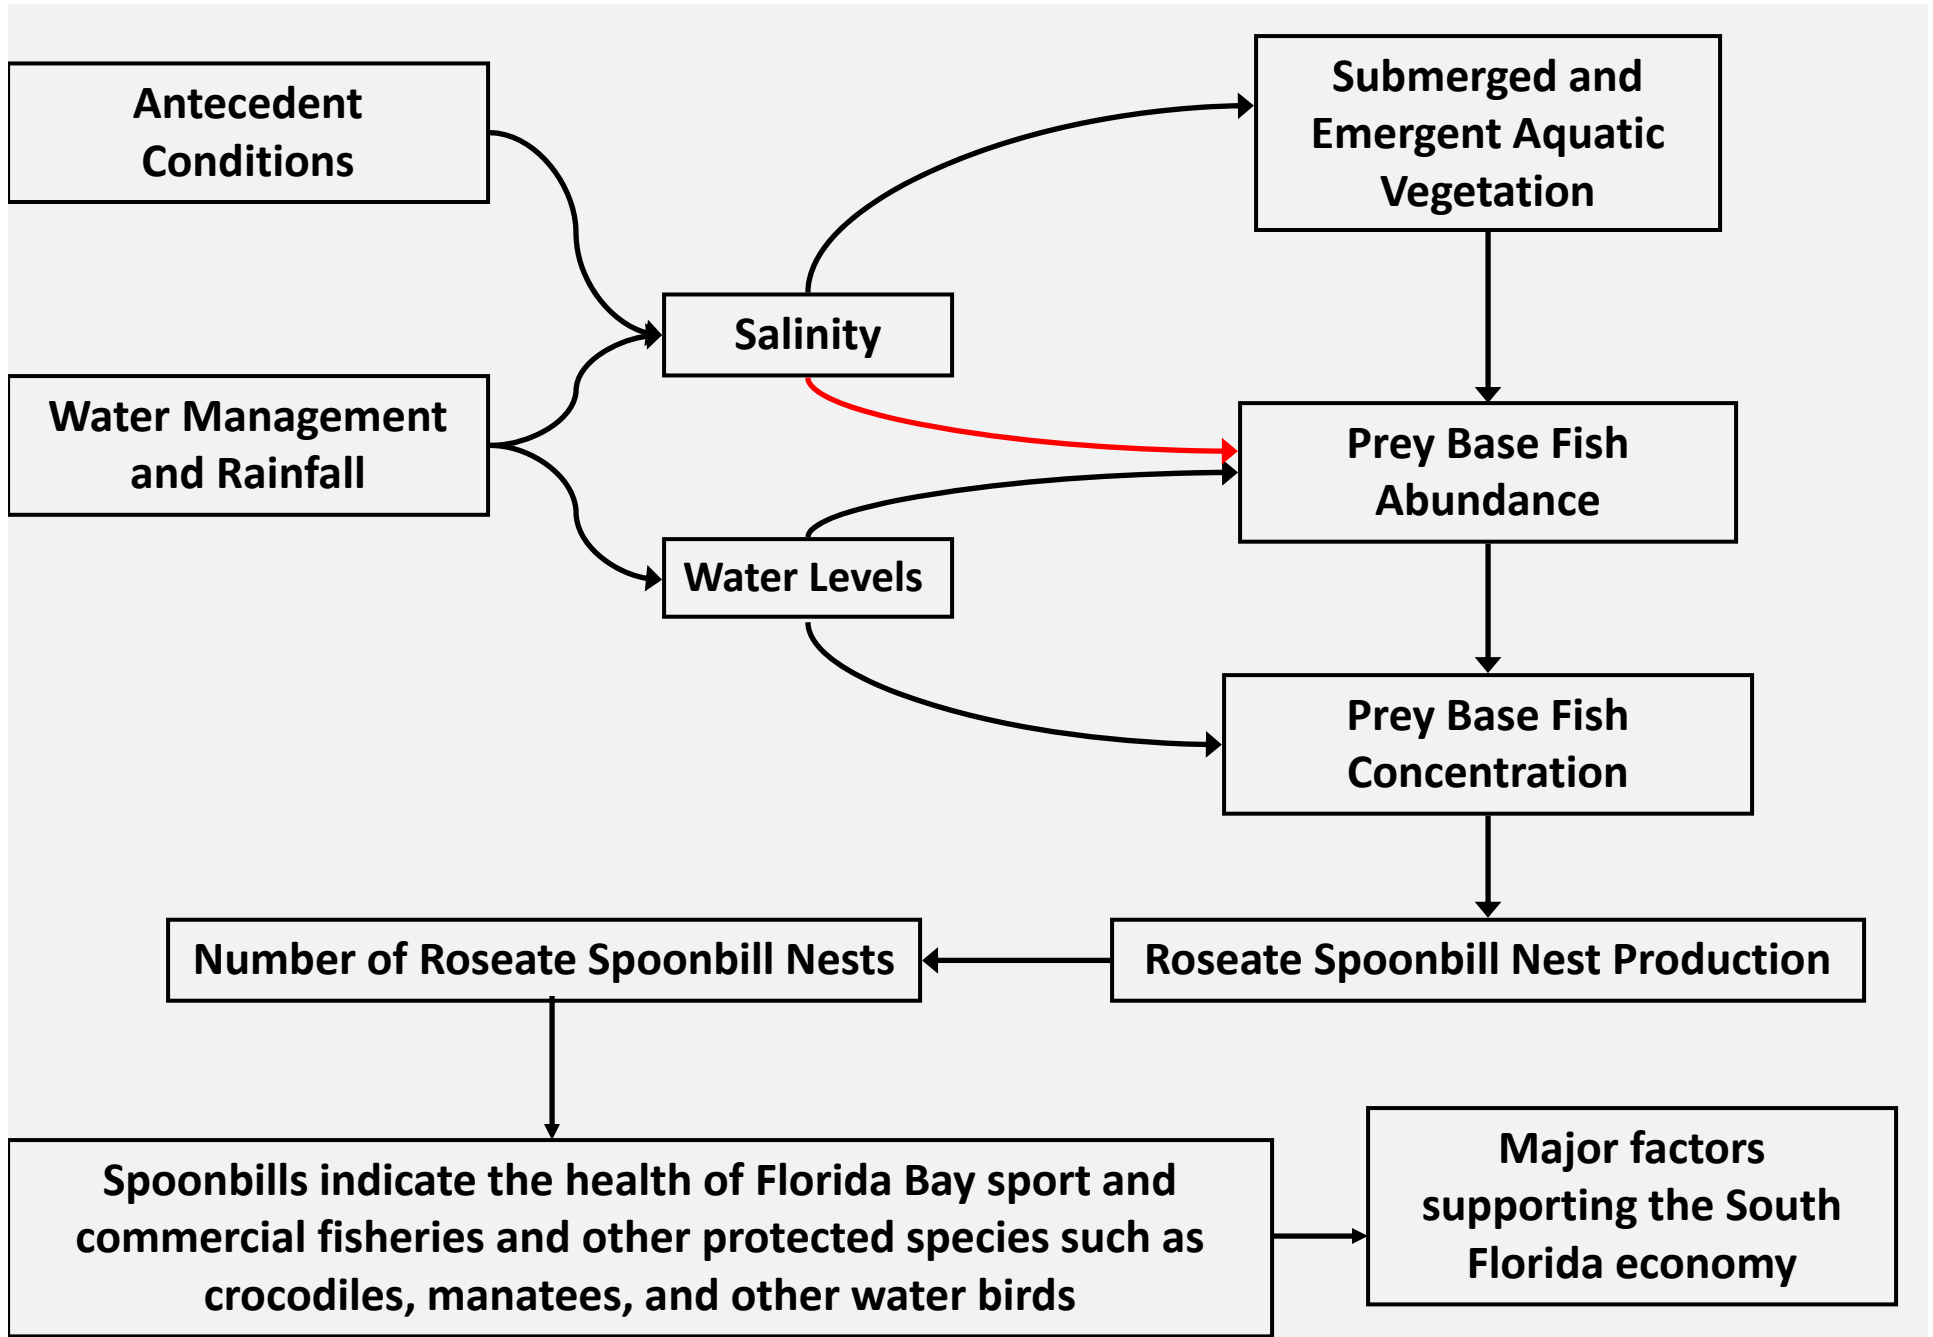 Antecedent
Conditions
Submerged and
Emergent Aquatic
Vegetation
Salinity
Water Management
and Rainfall
Prey Base Fish
Abundance
Water Levels
Prey Base Fish
Concentration
Number of Roseate Spoonbill Nests
Roseate Spoonbill Nest Production
Spoonbills indicate the health of Florida Bay sport and
commercial fisheries and other protected species such as
crocodiles, manatees, and other water birds
Major factors
supporting the South
Florida economy